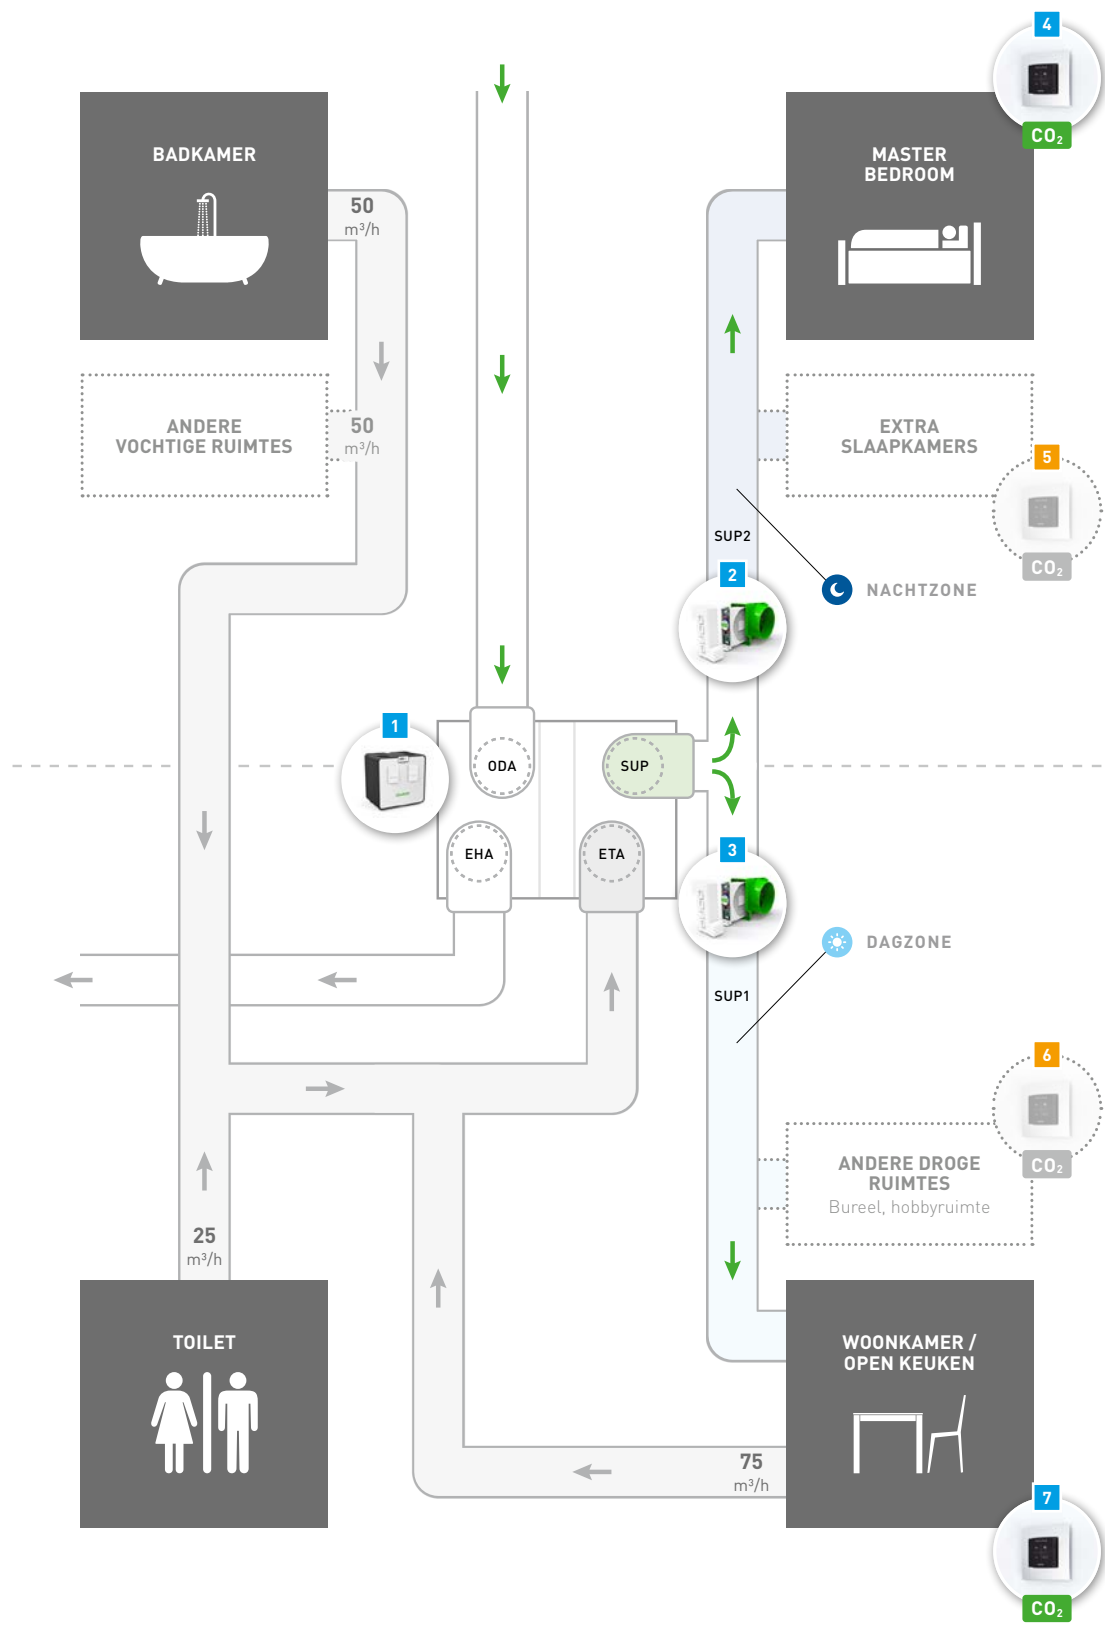 4
CO₂
BADKAMER
MASTER
BEDROOM
50
m³/h
ANDERE
VOCHTIGE RUIMTES
50
m³/h
EXTRA
SLAAPKAMERS
5
CO₂
SUP2
2
NACHTZONE
1
ODA
SUP
EHA
ETA
3
DAGZONE
SUP1
6
CO₂
ANDERE DROGE
RUIMTES
Bureel, hobbyruimte
25
m³/h
TOILET
WOONKAMER /
OPEN KEUKEN
75
m³/h
7
CO₂